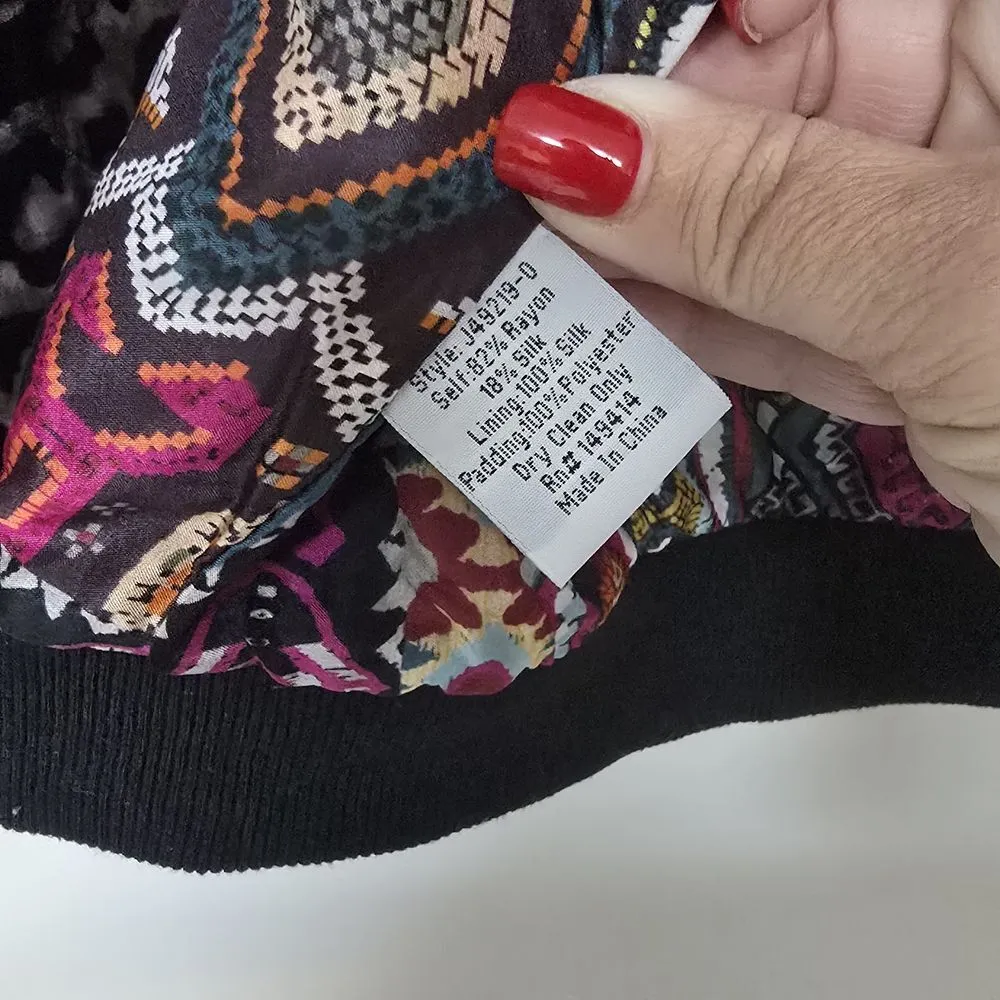 Style: J49219-0
Self:82% Rayon
18% Silk
Lining:100% Silk
Padding:100% Polyester
Dry Clean Only
Rn# 149414
Made In China